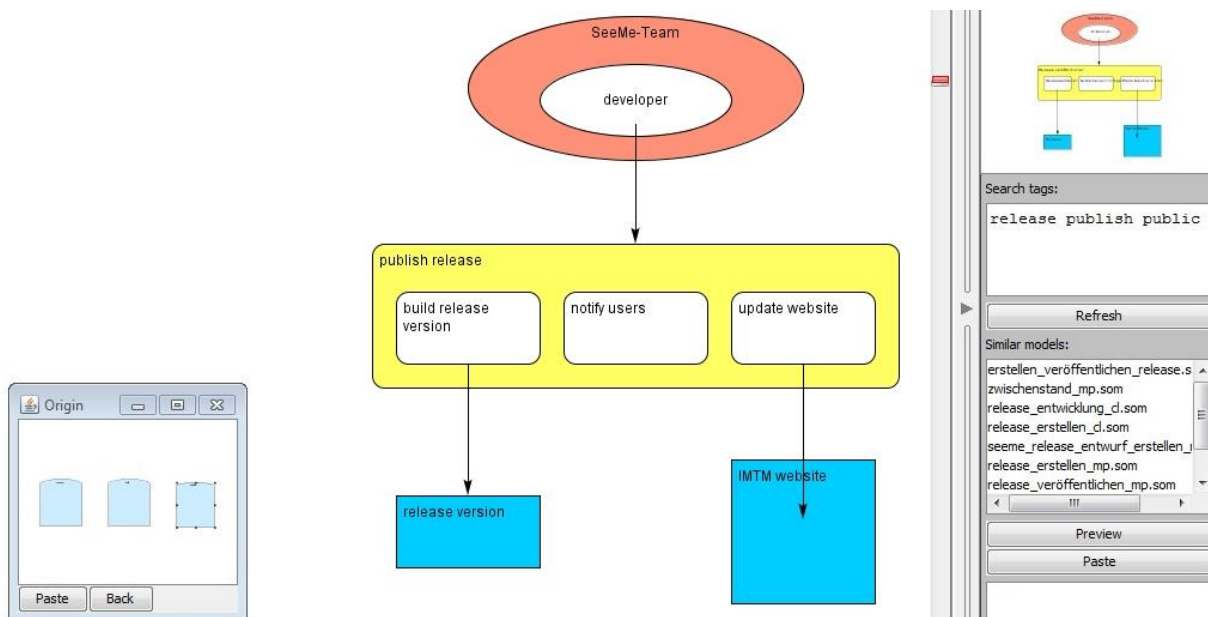 SeeMe-Team
developer
publish release
build release
version
notify users
update website
release version
IMTM website
Origin
Paste
Back
Search tags:
release publish public
Refresh
Similar models:
erstellen_veröffentlichen_release.s
zwischenstand_mp.som
release_entwicklung_cl.som
release_erstellen_cl.som
seeme_release_entwurf_erstellen_
release_erstellen_mp.som
release_veröffentlichen_mp.som
Preview
Paste